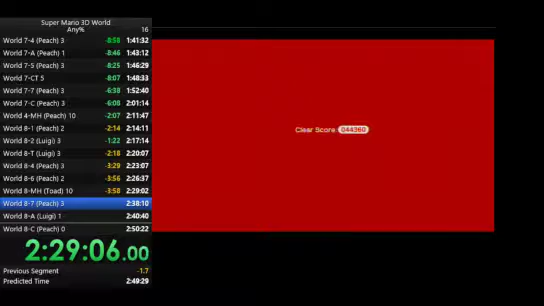 Super Mario 3D World
Any%
16
World 7-4 (Peach) 3 -8:58 1:41:32
World 7-A (Peach) 1 -8:46 1:43:12
World 7-5 (Peach) 3 -8:25 1:46:29
World 7-CT 5 -8:07 1:48:33
World 7-7 (Peach) 3 -6:38 1:52:40
World 7-C (Peach) 3 -6:08 2:01:14
World 4-MH (Peach) 10 -2:07 2:11:47
World 8-1 (Peach) 2 -2:14 2:14:11
World 8-2 (Luigi) 3 -1:22 2:17:14
World 8-T (Luigi) 3 -2:18 2:20:07
World 8-4 (Peach) 3 -3:29 2:23:07
World 8-6 (Peach) 2 -3:56 2:26:37
World 8-MH (Toad) 10 -3:58 2:29:02
World 8-7 (Peach) 3 2:38:10
World 8-A (Luigi) 1 2:40:40
World 8-C (Peach) 0 2:50:22
2:29:06.00
Previous Segment -1.7
Predicted Time 2:49:29
Clear Score: 044360